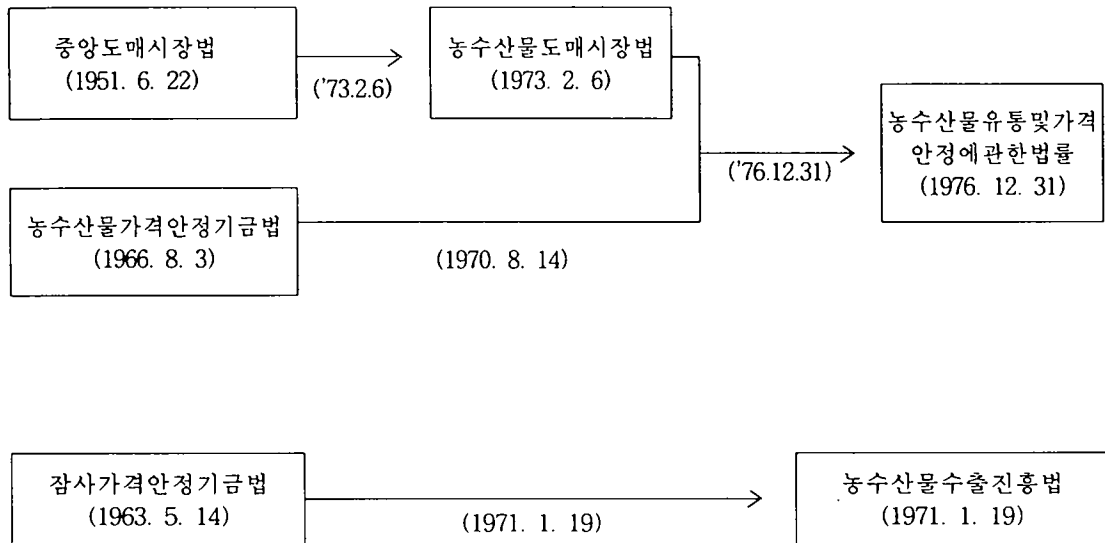 중앙도매시장법
(1951. 6. 22)
('73.2.6)
농수산물도매시장법
(1973. 2. 6)
('76.12.31)
농수산물유통및가격
안정에관한법률
(1976. 12. 31)
농수산물가격안정기금법
(1966. 8. 3)
(1970. 8. 14)
잠사가격안정기금법
(1963. 5. 14)
(1971. 1. 19)
농수산물수출진흥법
(1971. 1. 19)